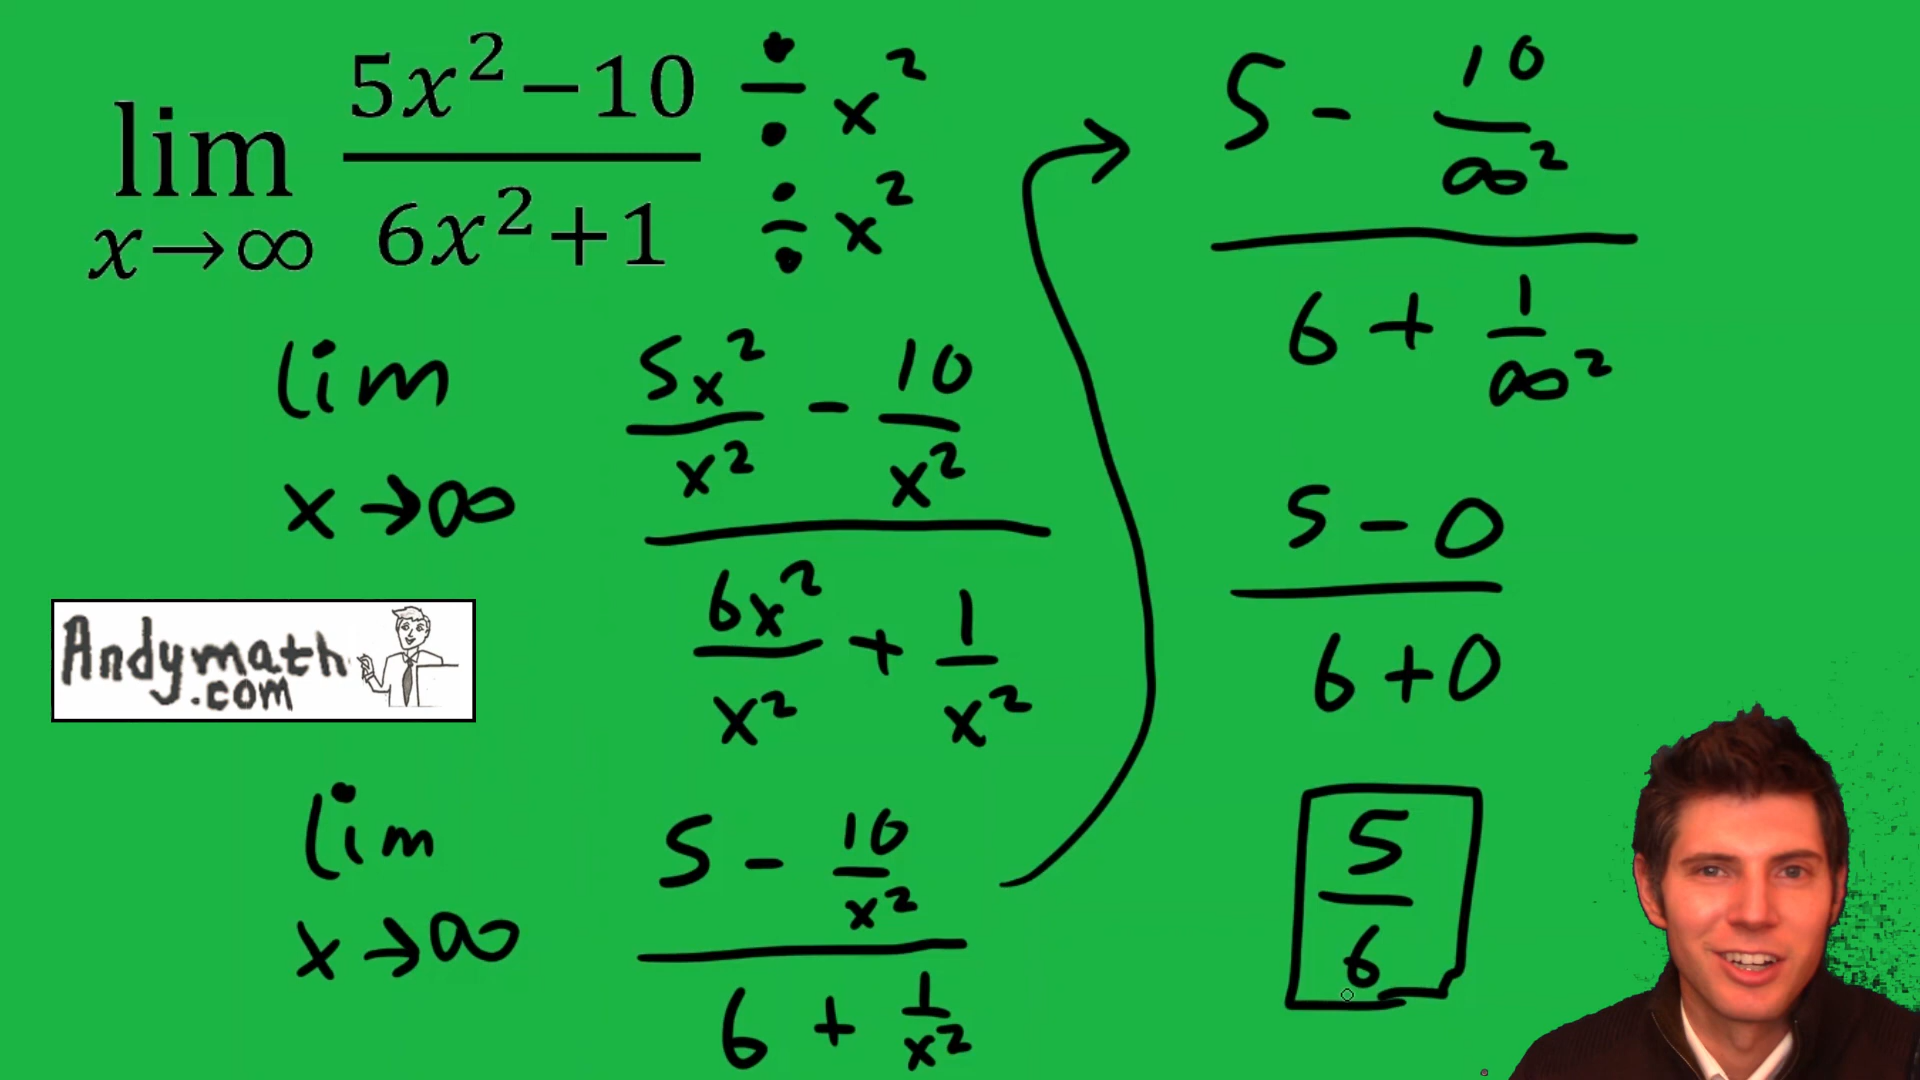 lim x→∞ (5x²−10)/(6x²+1) ÷ x² ÷ x²
lim x→∞ (5x²/x² − 10/x²)/(6x²/x² + 1/x²)
Andymath
.com
lim x→∞ (5 − 10/x²)/(6 + 1/x²)
(5 − 10/∞²)/(6 + 1/∞²)
(5 − 0)/(6 + 0)
5/6